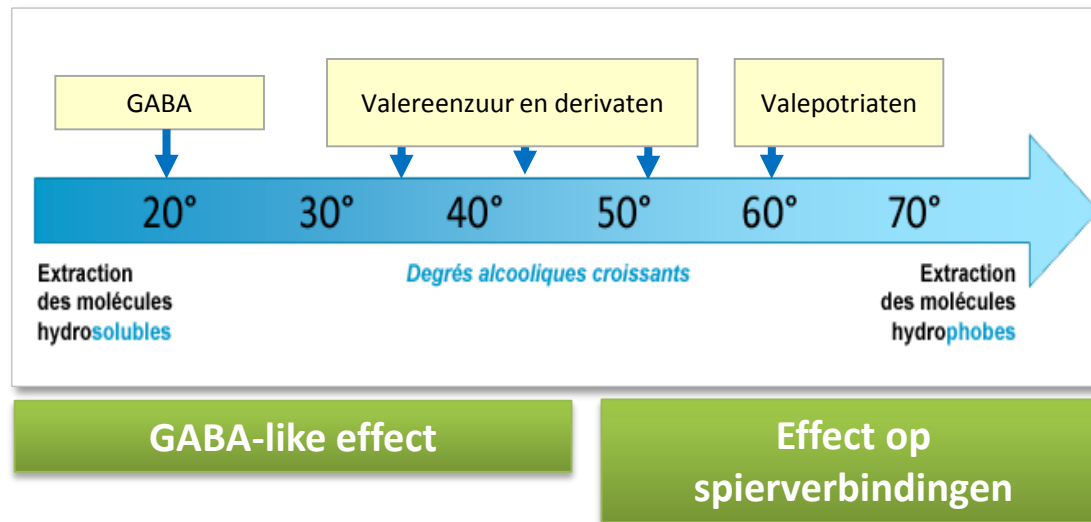 GABA
Valereenzuur en derivaten
Valepotriaten
20° 30° 40° 50° 60° 70°
Extraction
des molécules
hydrosolubles
Degrés alcooliques croissants
Extraction
des molécules
hydrophobes
GABA-like effect
Effect op
spierverbindingen